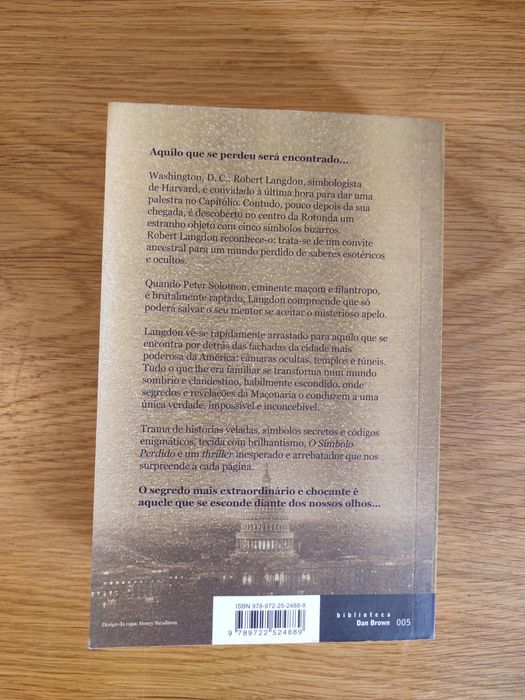 Aquilo que se perdeu será encontrado...
Washington, D. C.: Robert Langdon, simbologista
de Harvard, é convidado à última hora para dar uma
palestra no Capitólio. Contudo, pouco depois da sua
chegada, é descoberto no centro da Rotunda um
estranho objeto com cinco símbolos bizarros.
Robert Langdon reconhece-o: trata-se de um convite
ancestral para um mundo perdido de saberes esotéricos
e ocultos.
Quando Peter Solomon, eminente maçom e filantropo,
é brutalmente raptado, Langdon compreende que só
poderá salvar o seu mentor se aceitar o misterioso apelo.
Langdon vê-se rapidamente arrastado para aquilo que se
encontra por detrás das fachadas da cidade mais
poderosa da América: câmaras ocultas, templos e túneis.
Tudo o que lhe era familiar se transforma num mundo
sombrio e clandestino, habilmente escondido, onde
segredos e revelações da Maçonaria o conduzem a uma
única verdade, impossível e inconcebível.
Trama de histórias veladas, símbolos secretos e códigos
enigmáticos, tecida com brilhantismo, O Símbolo
Perdido é um thriller inesperado e arrebatador que nos
surpreende a cada página.
O segredo mais extraordinário e chocante é
aquele que se esconde diante dos nossos olhos...
Design da capa: Henry Steadman
ISBN 978-972-25-2488-9
9 789722 524889
biblioteca
Dan Brown 005